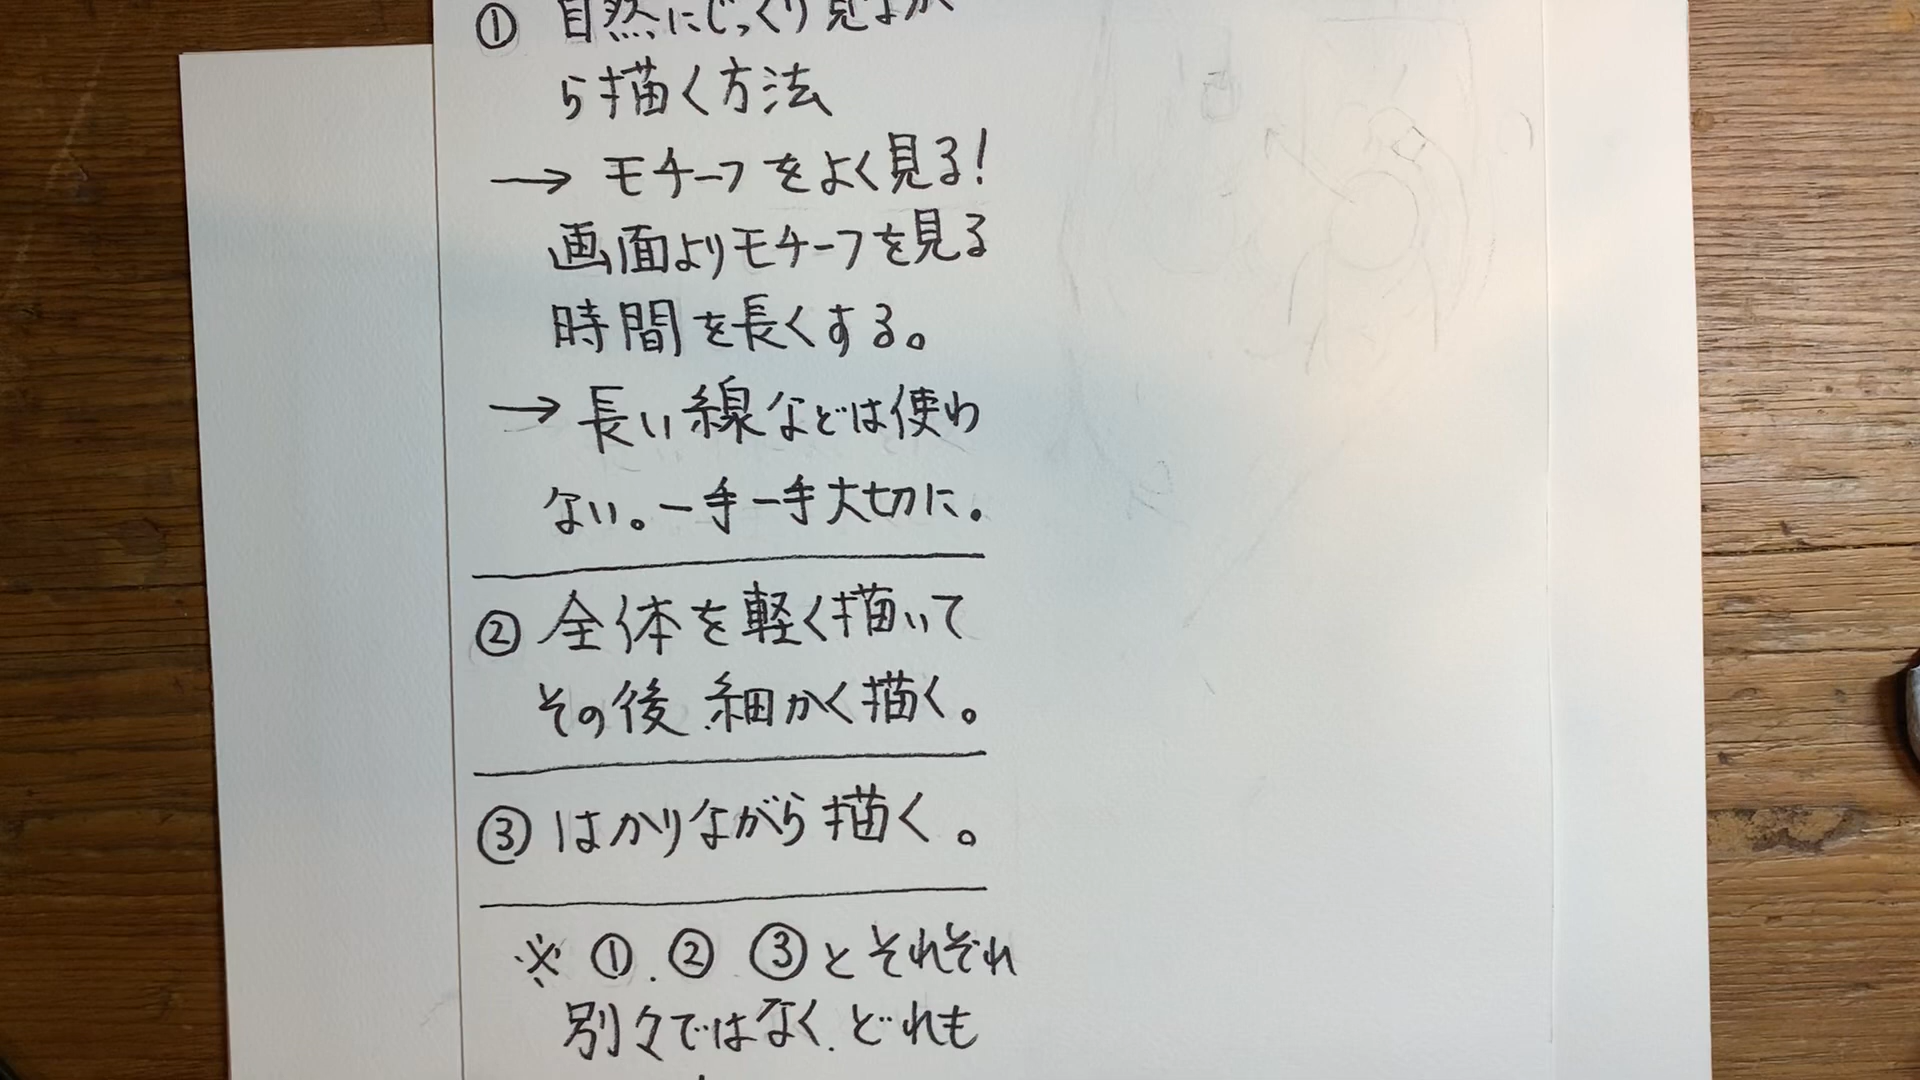 ① 自然にじっくり見なが
ら描く方法
→ モチーフをよく見る!
画面よりモチーフを見る
時間を長くする。
→ 長い線などは使わ
ない。一手一手大切に。
② 全体を軽く描いて
その後、細かく描く。
③ はかりながら描く。
※ ①、② ③とそれぞれ
別々ではなく、どれも